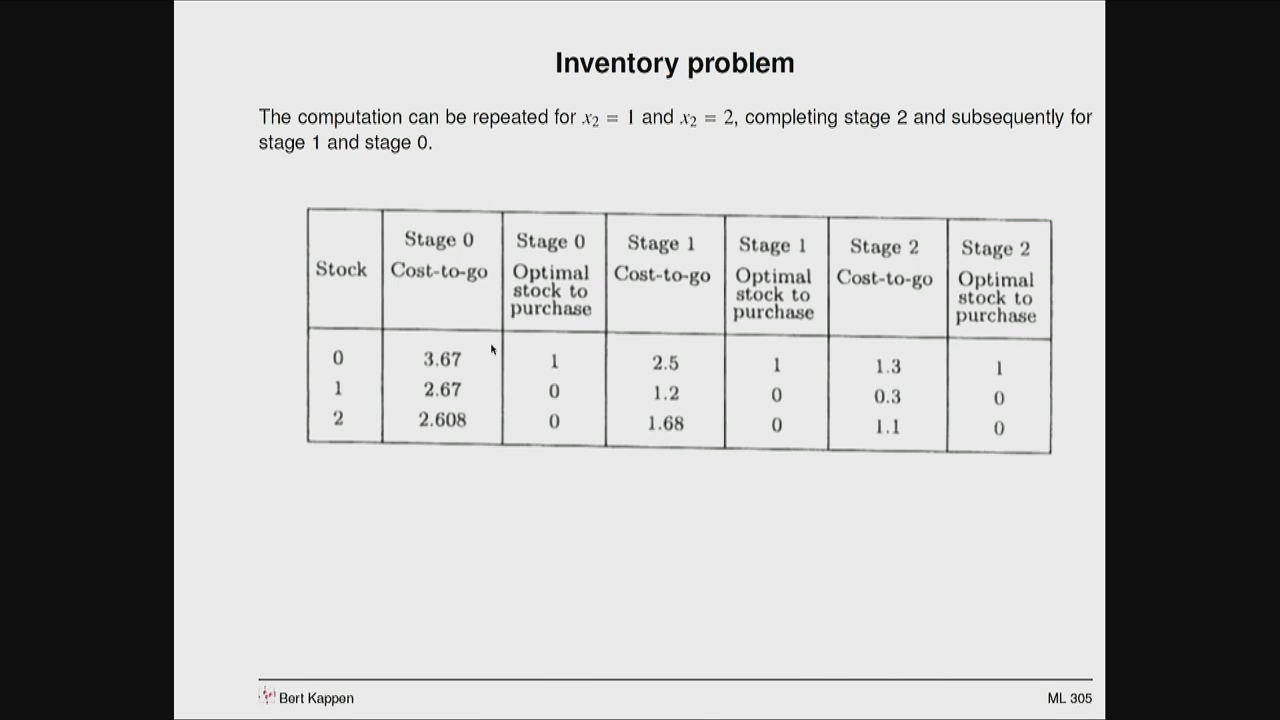 Inventory problem
The computation can be repeated for x2 = 1 and x2 = 2, completing stage 2 and subsequently for
stage 1 and stage 0.
Stock Stage 0 Cost-to-go Stage 0 Optimal stock to purchase Stage 1 Cost-to-go Stage 1 Optimal stock to purchase Stage 2 Cost-to-go Stage 2 Optimal stock to purchase
0 3.67 1 2.5 1 1.3 1
1 2.67 0 1.2 0 0.3 0
2 2.608 0 1.68 0 1.1 0
Bert Kappen ML 305